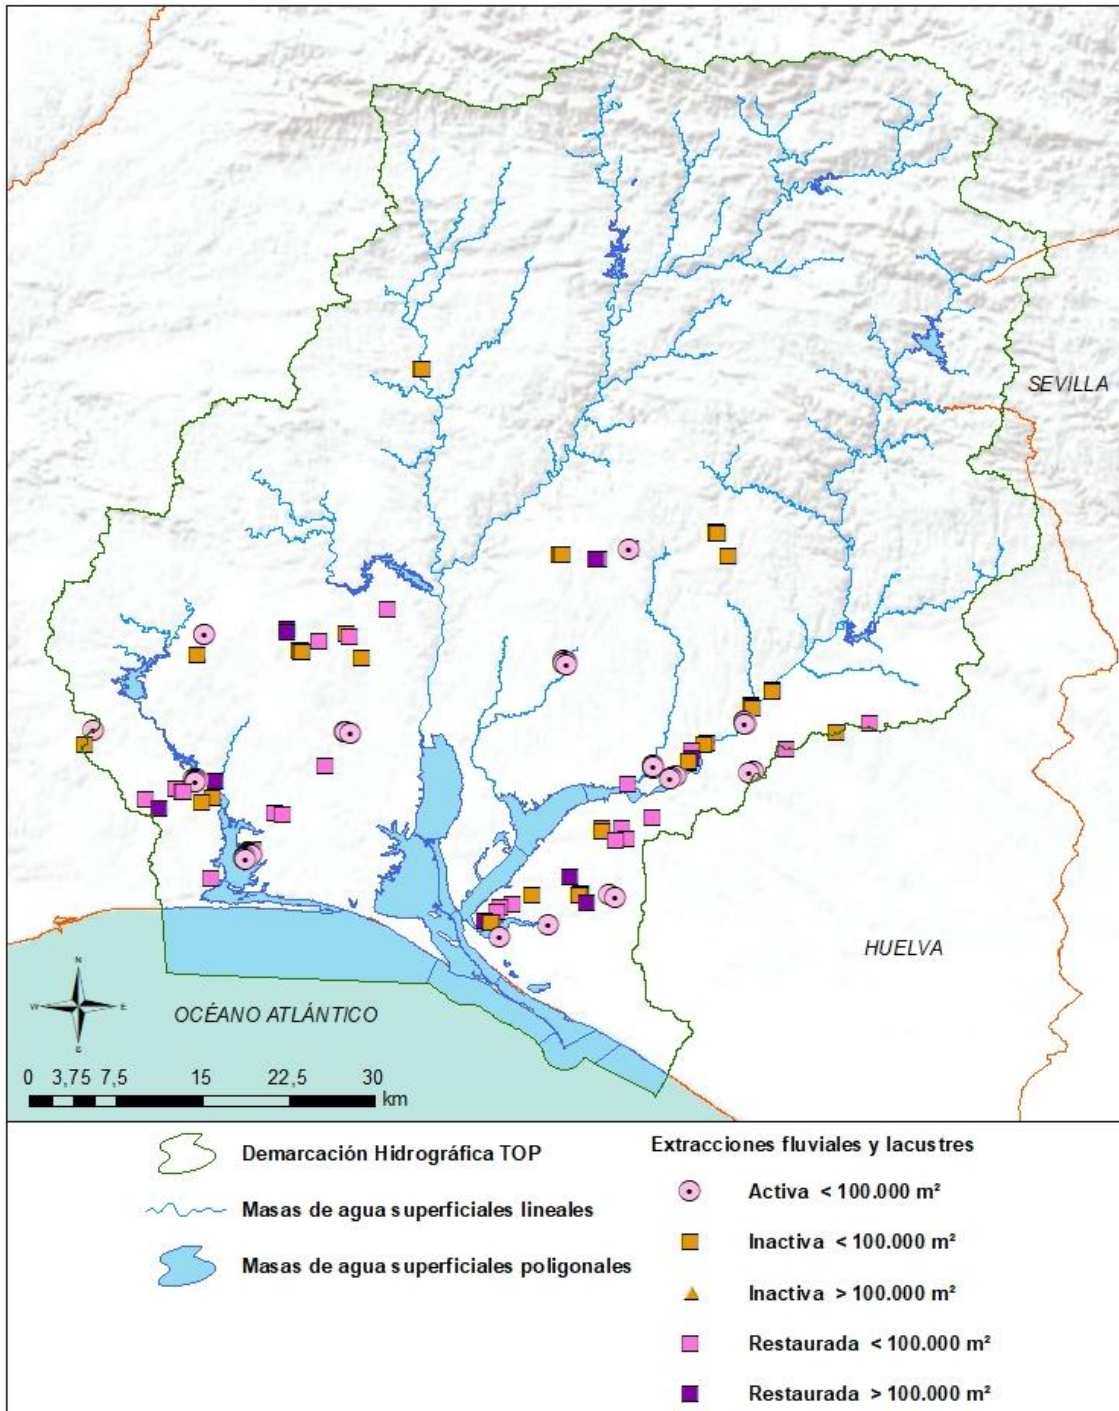 SEVILLA
HUELVA
OCÉANO ATLÁNTICO
N
W E
S
0 3,75 7,5 15 22,5 30
km
Demarcación Hidrográfica TOP
Masas de agua superficiales lineales
Masas de agua superficiales poligonales
Extracciones fluviales y lacustres
Activa < 100.000 m²
Inactiva < 100.000 m²
Inactiva > 100.000 m²
Restaurada < 100.000 m²
Restaurada > 100.000 m²